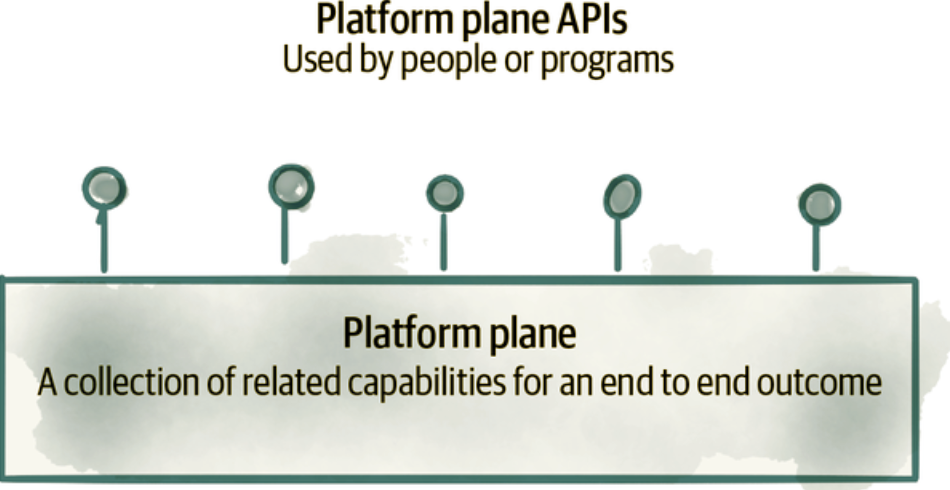 Platform plane APIs
Used by people or programs
Platform plane
A collection of related capabilities for an end to end outcome